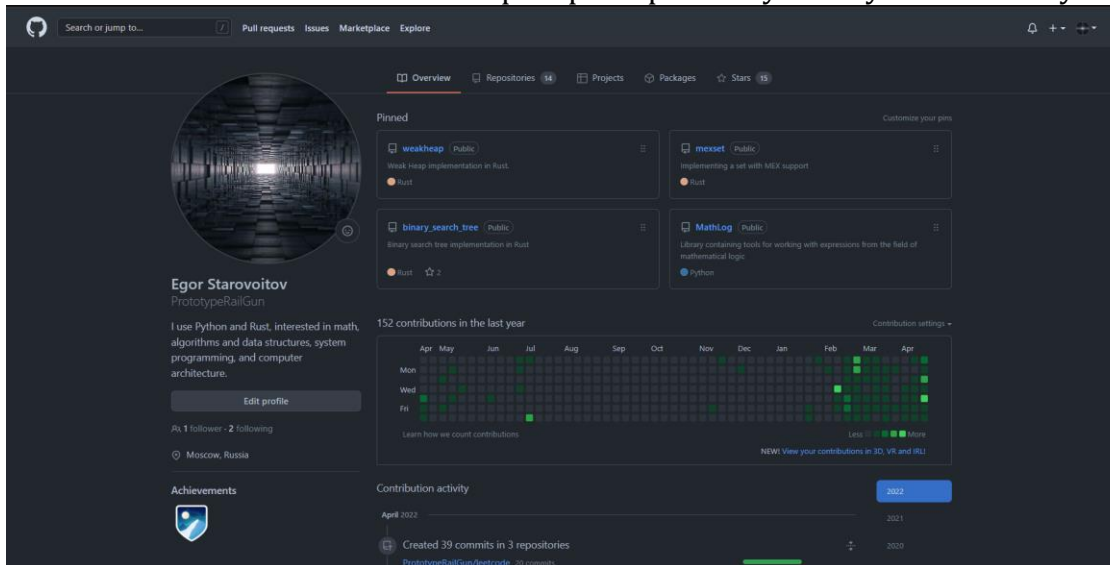 Search or jump to... /
Pull requests Issues Marketplace Explore
Overview Repositories 14 Projects Packages Stars 15
Pinned
Customize your pins
weakheap Public
Weak Heap implementation in Rust.
Rust
mexset Public
Implementing a set with MEX support
Rust
binary_search_tree Public
Binary search tree implementation in Rust
Rust 2
MathLog Public
Library containing tools for working with expressions from the field of
mathematical logic
Python
Egor Starovoitov
PrototypeRailGun
I use Python and Rust, interested in math,
algorithms and data structures, system
programming, and computer
architecture.
Edit profile
1 follower · 2 following
Moscow, Russia
Achievements
152 contributions in the last year
Contribution settings
Apr May Jun Jul Aug Sep Oct Nov Dec Jan Feb Mar Apr
Mon
Wed
Fri
Learn how we count contributions
Less More
NEW! View your contributions in 3D, VR and IRL!
Contribution activity
2022
2021
2020
April 2022
Created 39 commits in 3 repositories
PrototypeRailGun/leetcode 20 commits